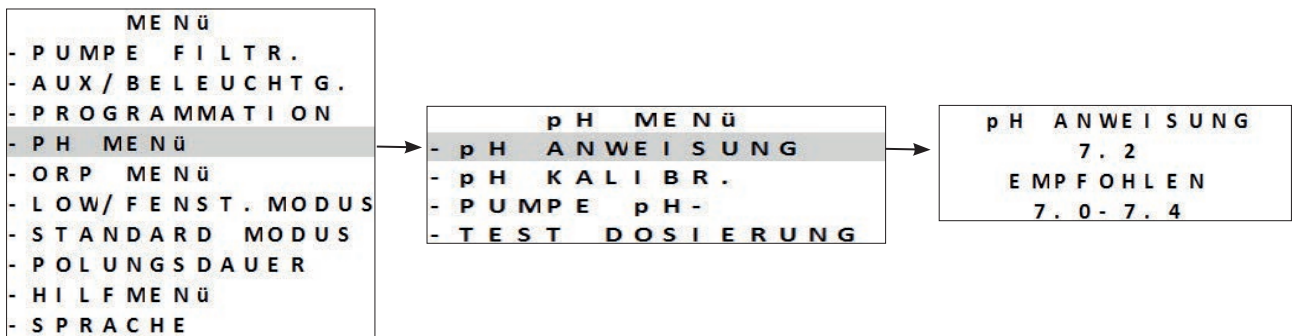 MENü
- PUMPE FILTR.
- AUX/BELEUCHTG.
- PROGRAMMATION
- PH MENü
- ORP MENü
- LOW/FENST.MODUS
- STANDARD MODUS
- POLUNGSDAUER
- HILFMENü
- SPRACHE
pH MENü
- pH ANWEISUNG
- pH KALIBR.
- PUMPE pH-
- TEST DOSIERUNG
pH ANWEISUNG
7.2
EMPFOHLEN
7.0-7.4